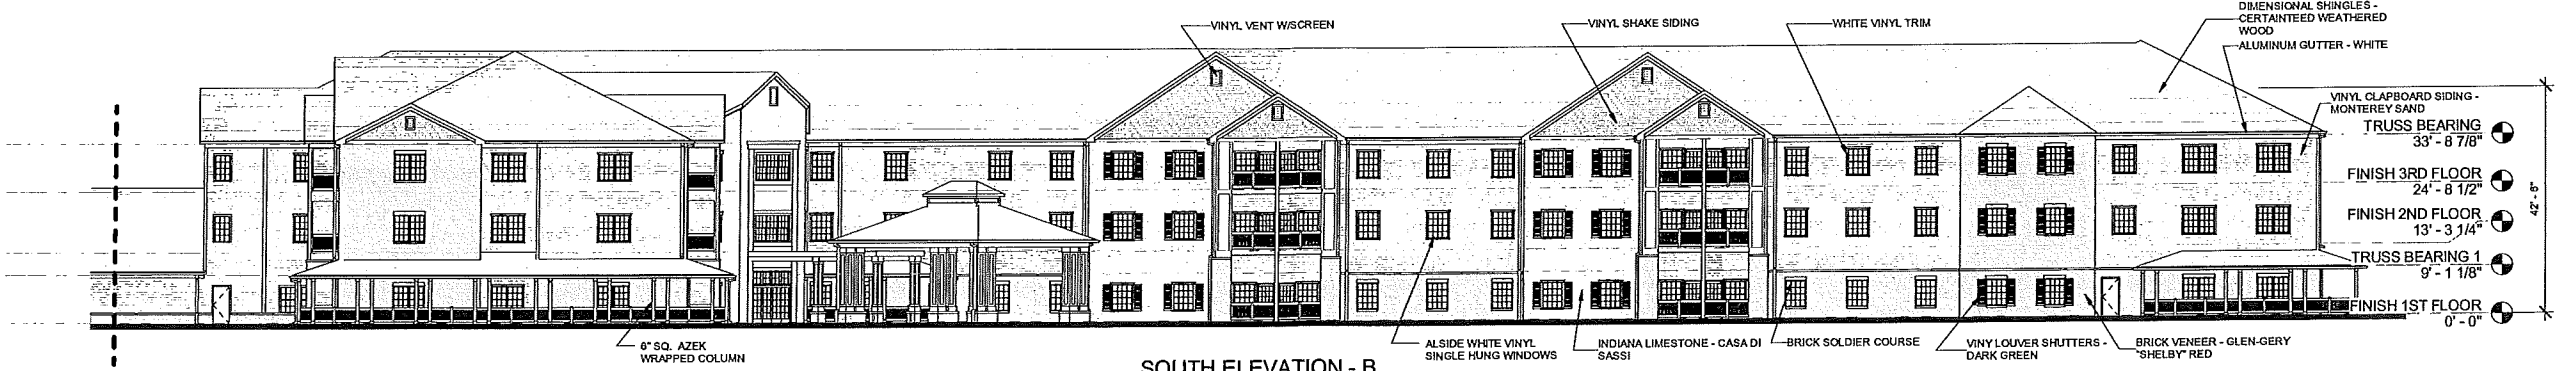 VINYL VENT W/SCREEN
VINYL SHAKE SIDING
WHITE VINYL TRIM
DIMENSIONAL SHINGLES -
CERTAINTEED WEATHERED
WOOD
ALUMINUM GUTTER - WHITE
VINYL CLAPBOARD SIDING -
MONTEREY SAND
TRUSS BEARING
33' - 8 7/8"
FINISH 3RD FLOOR
24' - 8 1/2"
FINISH 2ND FLOOR
13' - 3 1/4"
TRUSS BEARING 1
9' - 1 1/8"
FINISH 1ST FLOOR
0' - 0"
42' - 8"
6" SQ. AZEK
WRAPPED COLUMN
ALSIDE WHITE VINYL
SINGLE HUNG WINDOWS
INDIANA LIMESTONE - CASA DI
SASSI
BRICK SOLDIER COURSE
VINY LOUVER SHUTTERS -
DARK GREEN
BRICK VENEER - GLEN-GERY
"SHELBY" RED
SOUTH ELEVATION - B